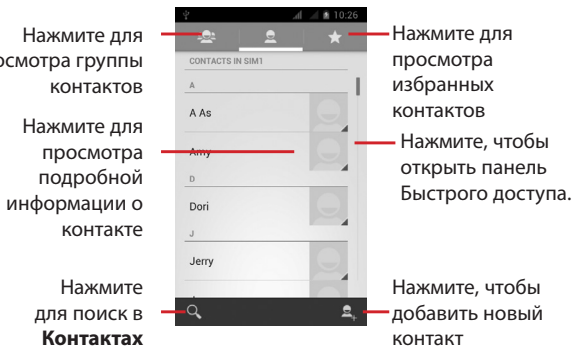 10:26
Нажмите для
просмотра группы
контактов
Нажмите для
просмотра
подробной
информации о
контакте
Нажмите
для поиск в
Контактах
CONTACTS IN SIM1
A
A As
Amy
D
Dori
J
Jerry
Нажмите для
просмотра
избранных
контактов
Нажмите, чтобы
открыть панель
Быстрого доступа.
Нажмите, чтобы
добавить новый
контакт